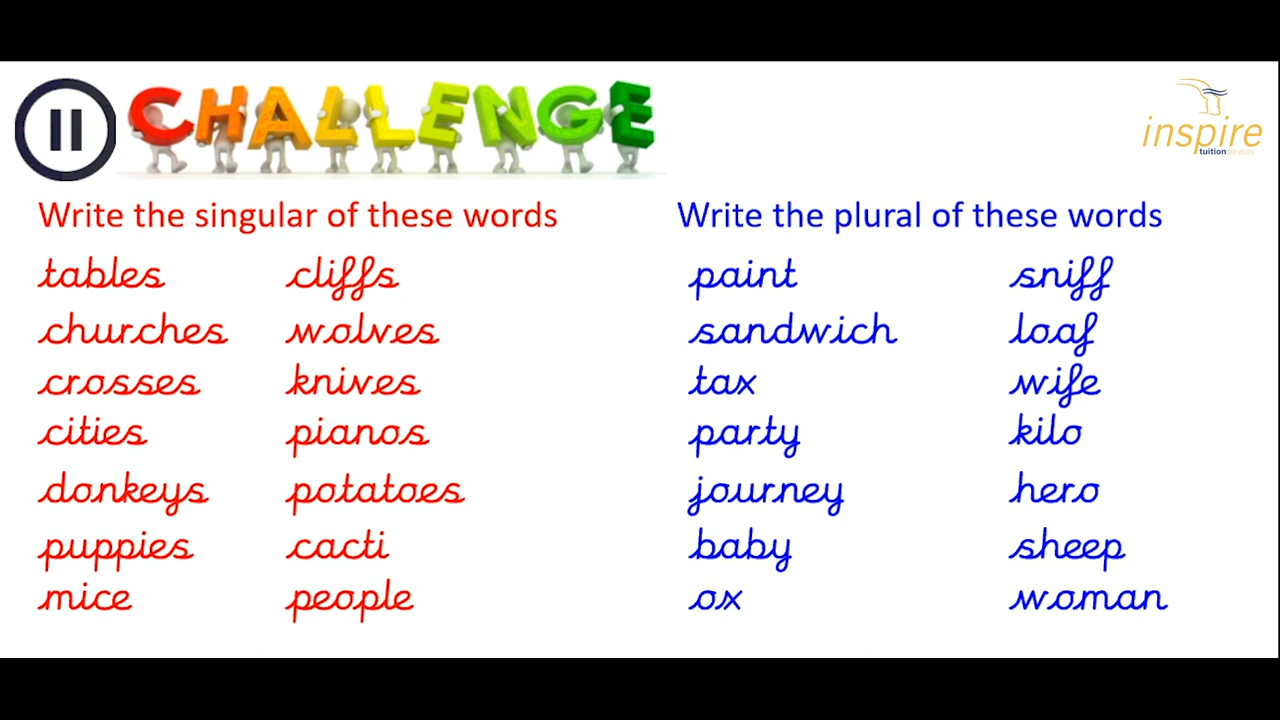 CHALLENGE
inspire
tuition services
Write the singular of these words
tables cliffs
churches wolves
crosses knives
cities pianos
donkeys potatoes
puppies cacti
mice people
Write the plural of these words
paint sniff
sandwich loaf
tax wife
party kilo
journey hero
baby sheep
ox woman